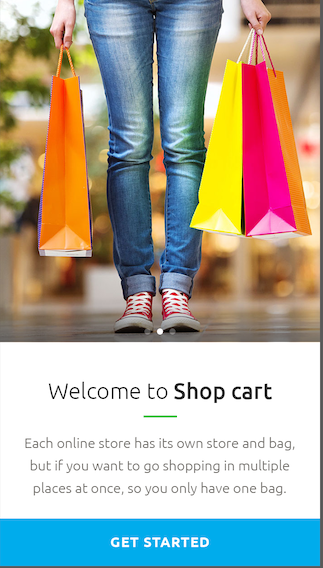 Welcome to Shop cart
Each online store has its own store and bag,
but if you want to go shopping in multiple
places at once, so you only have one bag.
GET STARTED